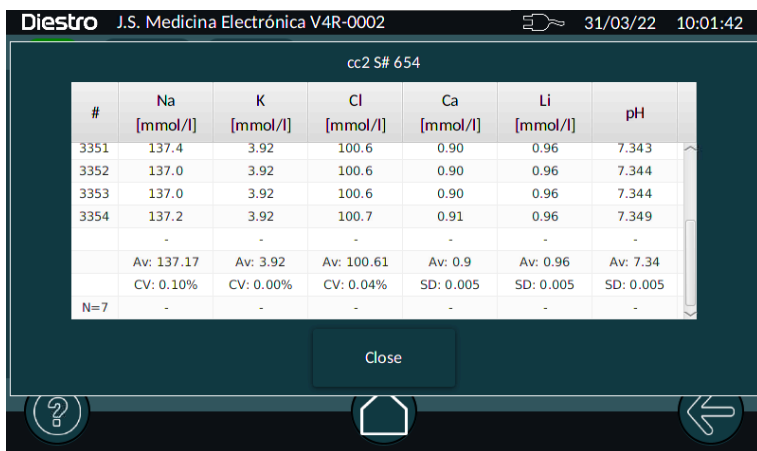 Diestro J.S. Medicina Electrónica V4R-0002 31/03/22 10:01:42
cc2 S# 654
# Na [mmol/l] K [mmol/l] Cl [mmol/l] Ca [mmol/l] Li [mmol/l] pH
3351 137.4 3.92 100.6 0.90 0.96 7.343
3352 137.0 3.92 100.6 0.90 0.96 7.344
3353 137.0 3.92 100.6 0.90 0.96 7.344
3354 137.2 3.92 100.7 0.91 0.96 7.349
- - - - - -
Av: 137.17 Av: 3.92 Av: 100.61 Av: 0.9 Av: 0.96 Av: 7.34
CV: 0.10% CV: 0.00% CV: 0.04% SD: 0.005 SD: 0.005 SD: 0.005
N=7 - - - - - -
Close
?